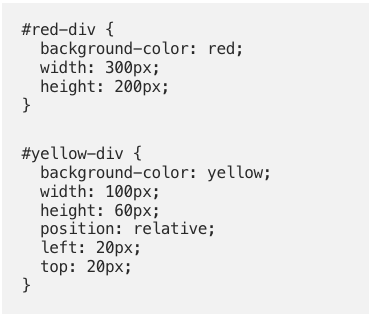 #red-div {
  background-color: red;
  width: 300px;
  height: 200px;
}

#yellow-div {
  background-color: yellow;
  width: 100px;
  height: 60px;
  position: relative;
  left: 20px;
  top: 20px;
}